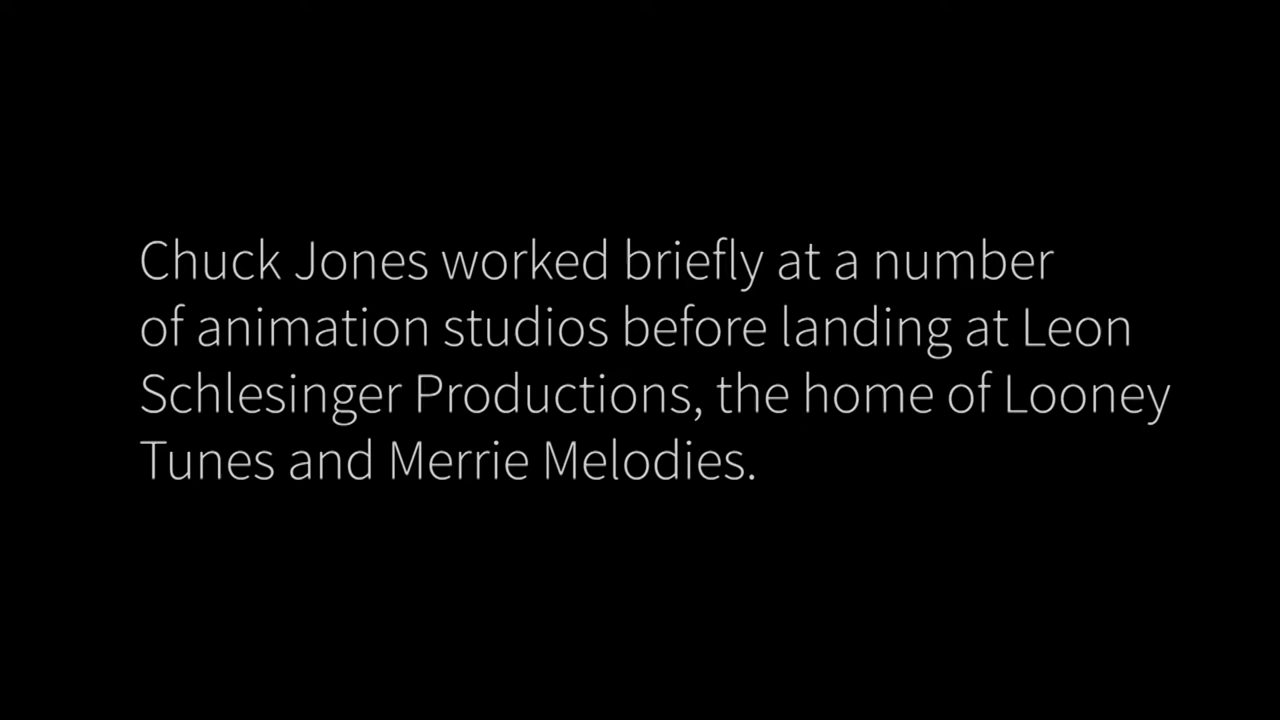 Chuck Jones worked briefly at a number
of animation studios before landing at Leon
Schlesinger Productions, the home of Looney
Tunes and Merrie Melodies.